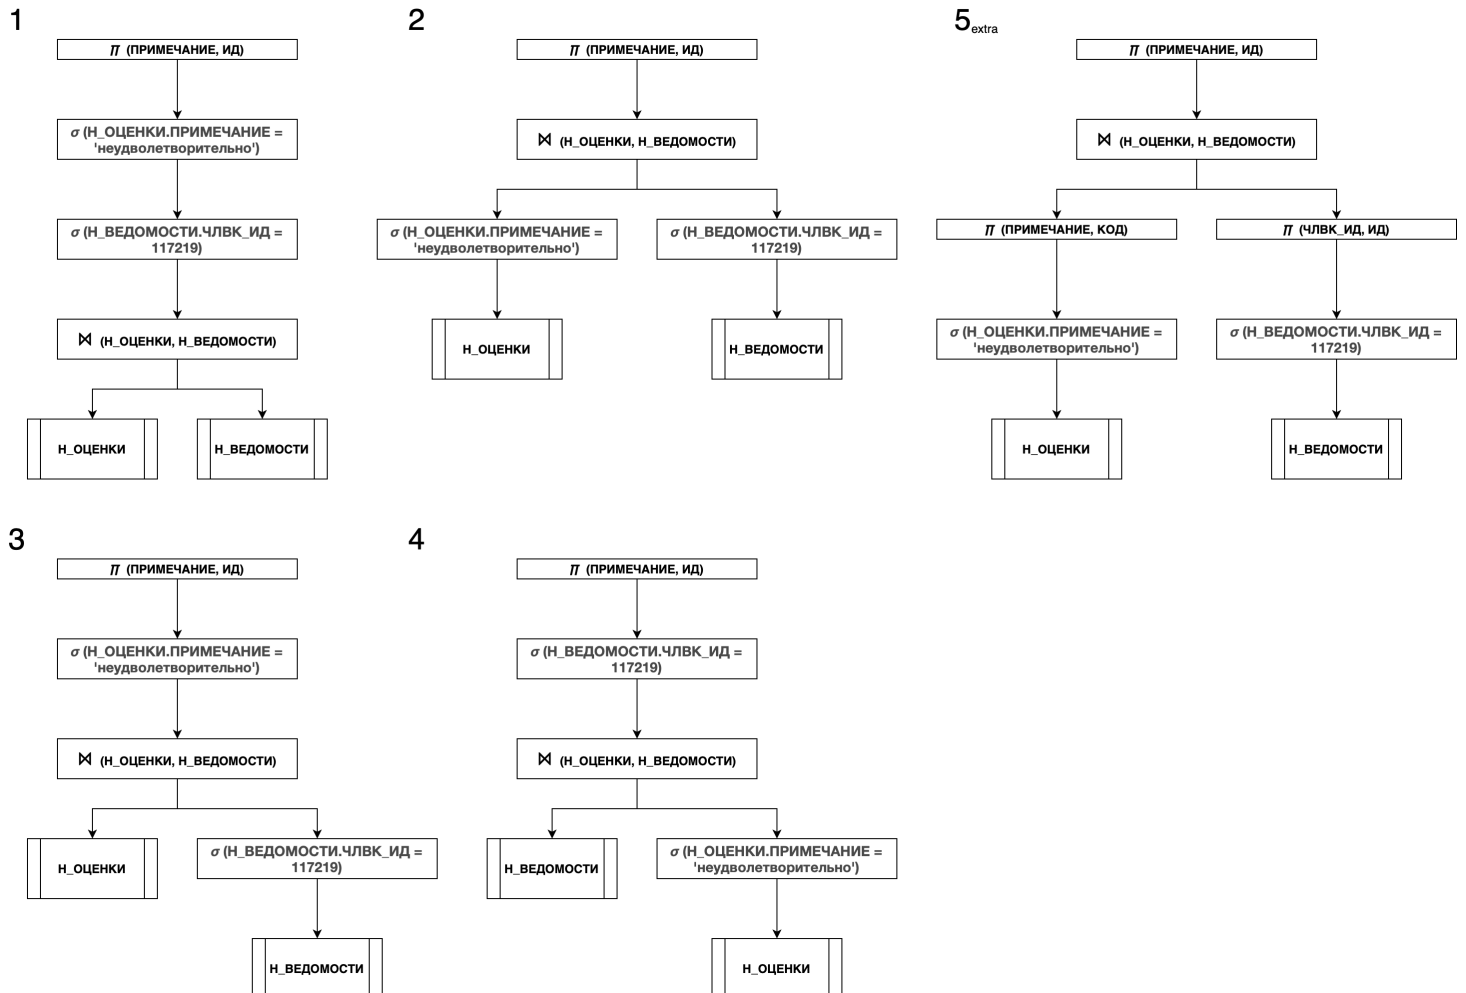 1
π (ПРИМЕЧАНИЕ, ИД)
σ (Н_ОЦЕНКИ.ПРИМЕЧАНИЕ =
'неудволетворительно')
σ (Н_ВЕДОМОСТИ.ЧЛВК_ИД =
117219)
⋈ (Н_ОЦЕНКИ, Н_ВЕДОМОСТИ)
Н_ОЦЕНКИ
Н_ВЕДОМОСТИ
2
π (ПРИМЕЧАНИЕ, ИД)
⋈ (Н_ОЦЕНКИ, Н_ВЕДОМОСТИ)
σ (Н_ОЦЕНКИ.ПРИМЕЧАНИЕ =
'неудволетворительно')
σ (Н_ВЕДОМОСТИ.ЧЛВК_ИД =
117219)
Н_ОЦЕНКИ
Н_ВЕДОМОСТИ
5extra
π (ПРИМЕЧАНИЕ, ИД)
⋈ (Н_ОЦЕНКИ, Н_ВЕДОМОСТИ)
π (ПРИМЕЧАНИЕ, КОД)
π (ЧЛВК_ИД, ИД)
σ (Н_ОЦЕНКИ.ПРИМЕЧАНИЕ =
'неудволетворительно')
σ (Н_ВЕДОМОСТИ.ЧЛВК_ИД =
117219)
Н_ОЦЕНКИ
Н_ВЕДОМОСТИ
3
π (ПРИМЕЧАНИЕ, ИД)
σ (Н_ОЦЕНКИ.ПРИМЕЧАНИЕ =
'неудволетворительно')
⋈ (Н_ОЦЕНКИ, Н_ВЕДОМОСТИ)
Н_ОЦЕНКИ
σ (Н_ВЕДОМОСТИ.ЧЛВК_ИД =
117219)
Н_ВЕДОМОСТИ
4
π (ПРИМЕЧАНИЕ, ИД)
σ (Н_ВЕДОМОСТИ.ЧЛВК_ИД =
117219)
⋈ (Н_ОЦЕНКИ, Н_ВЕДОМОСТИ)
Н_ВЕДОМОСТИ
σ (Н_ОЦЕНКИ.ПРИМЕЧАНИЕ =
'неудволетворительно')
Н_ОЦЕНКИ